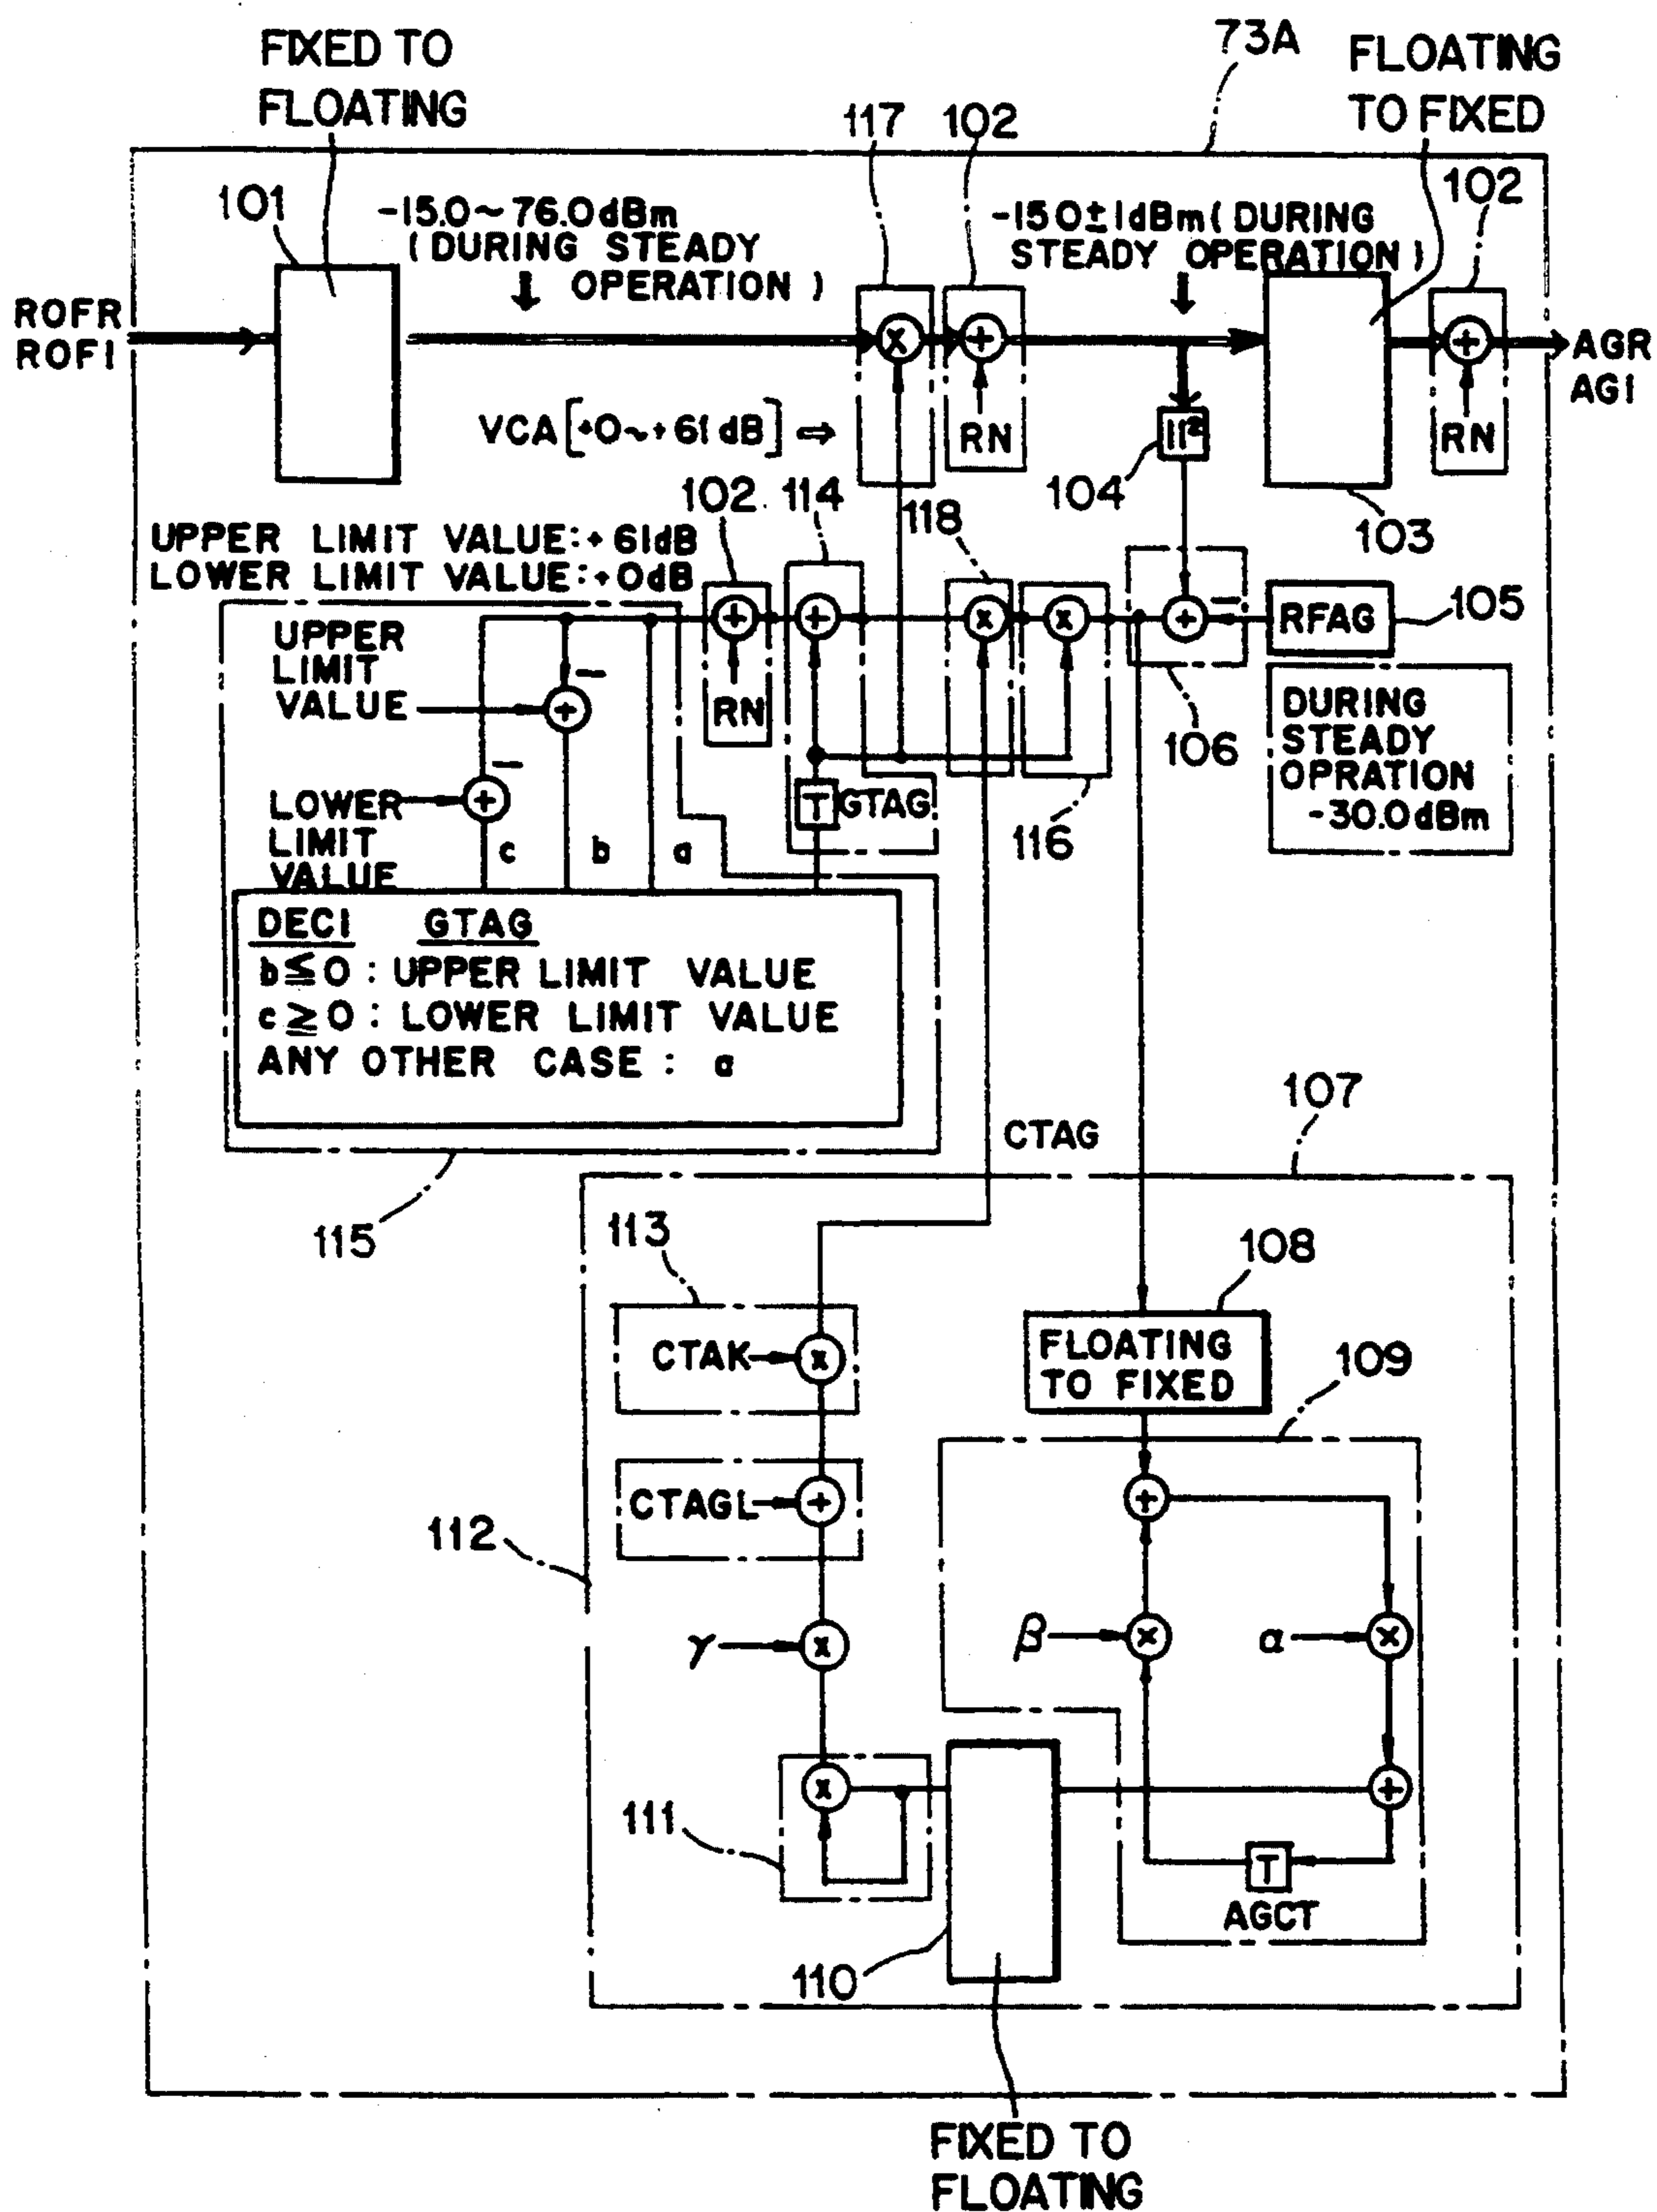 FIXED TO
FLOATING
73A
FLOATING
TO FIXED
117
102
101
-15.0~76.0dBm
(DURING STEADY
OPERATION)
-150±1dBm(DURING
STEADY OPERATION)
102
ROFR
ROFI
x
+
+
AGR
AGI
VCA[+0~+61dB]⇒
RN
||²
RN
104
103
102
114
118
UPPER LIMIT VALUE:+61dB
LOWER LIMIT VALUE:+0dB
+
+
x
x
+
−
RFAG
105
UPPER
LIMIT
VALUE
−
+
RN
106
DURING
STEADY
OPRATION
-30.0dBm
−
LOWER
LIMIT
VALUE
+
T
GTAG
116
c
b
a
DECI GTAG
b≦0 : UPPER LIMIT VALUE
c≧0 : LOWER LIMIT VALUE
ANY OTHER CASE : a
107
CTAG
115
113
108
CTAK
x
FLOATING
TO FIXED
109
CTAGL
+
+
112
γ
x
β
x
α
x
111
x
+
T
AGCT
110
FIXED TO
FLOATING